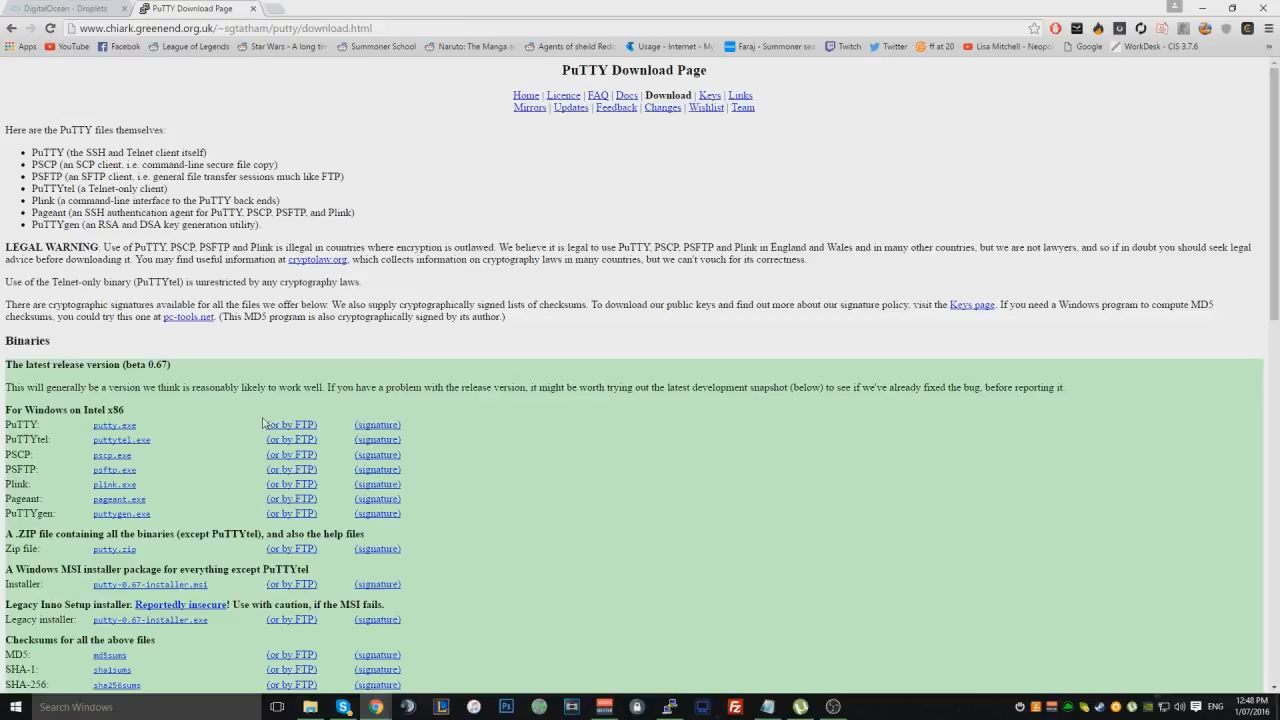 DigitalOcean - Droplets
PuTTY Download Page
www.chiark.greenend.org.uk/~sgtatham/putty/download.html
Apps YouTube Facebook League of Legends Star Wars - A long tim Summoner School Naruto: The Manga a Agents of sheild Redd Usage - Internet - My Faraj - Summoner sea Twitch Twitter ff at 20 Lisa Mitchell - Neopol Google WorkDesk - CIS 3.7.6 »
PuTTY Download Page
Home | Licence | FAQ | Docs | Download | Keys | Links
Mirrors | Updates | Feedback | Changes | Wishlist | Team
Here are the PuTTY files themselves:
• PuTTY (the SSH and Telnet client itself)
• PSCP (an SCP client, i.e. command-line secure file copy)
• PSFTP (an SFTP client, i.e. general file transfer sessions much like FTP)
• PuTTYtel (a Telnet-only client)
• Plink (a command-line interface to the PuTTY back ends)
• Pageant (an SSH authentication agent for PuTTY, PSCP, PSFTP, and Plink)
• PuTTYgen (an RSA and DSA key generation utility).
LEGAL WARNING: Use of PuTTY, PSCP, PSFTP and Plink is illegal in countries where encryption is outlawed. We believe it is legal to use PuTTY, PSCP, PSFTP and Plink in England and Wales and in many other countries, but we are not lawyers, and so if in doubt you should seek legal
advice before downloading it. You may find useful information at cryptolaw.org, which collects information on cryptography laws in many countries, but we can't vouch for its correctness.
Use of the Telnet-only binary (PuTTYtel) is unrestricted by any cryptography laws.
There are cryptographic signatures available for all the files we offer below. We also supply cryptographically signed lists of checksums. To download our public keys and find out more about our signature policy, visit the Keys page. If you need a Windows program to compute MD5
checksums, you could try this one at pc-tools.net. (This MD5 program is also cryptographically signed by its author.)
Binaries
The latest release version (beta 0.67)
This will generally be a version we think is reasonably likely to work well. If you have a problem with the release version, it might be worth trying out the latest development snapshot (below) to see if we've already fixed the bug, before reporting it.
For Windows on Intel x86
PuTTY: putty.exe (or by FTP) (signature)
PuTTYtel: puttytel.exe (or by FTP) (signature)
PSCP: pscp.exe (or by FTP) (signature)
PSFTP: psftp.exe (or by FTP) (signature)
Plink: plink.exe (or by FTP) (signature)
Pageant: pageant.exe (or by FTP) (signature)
PuTTYgen: puttygen.exe (or by FTP) (signature)
A .ZIP file containing all the binaries (except PuTTYtel), and also the help files
Zip file: putty.zip (or by FTP) (signature)
A Windows MSI installer package for everything except PuTTYtel
Installer: putty-0.67-installer.msi (or by FTP) (signature)
Legacy Inno Setup installer. Reportedly insecure! Use with caution, if the MSI fails.
Legacy installer: putty-0.67-installer.exe (or by FTP) (signature)
Checksums for all the above files
MD5: md5sums (or by FTP) (signature)
SHA-1: sha1sums (or by FTP) (signature)
SHA-256: sha256sums (or by FTP) (signature)
Search Windows
ENG
12:48 PM
1/07/2016